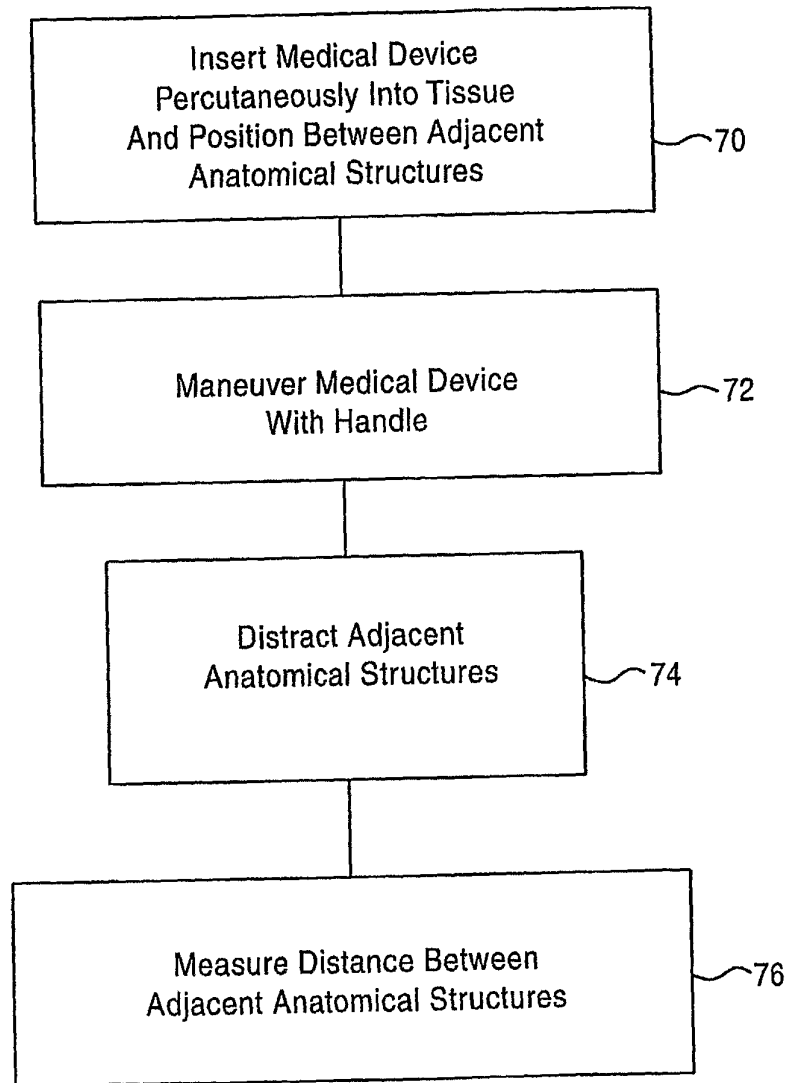 Insert Medical Device
Percutaneously Into Tissue
And Position Between Adjacent
Anatomical Structures
70
Maneuver Medical Device
With Handle
72
Distract Adjacent
Anatomical Structures
74
Measure Distance Between
Adjacent Anatomical Structures
76